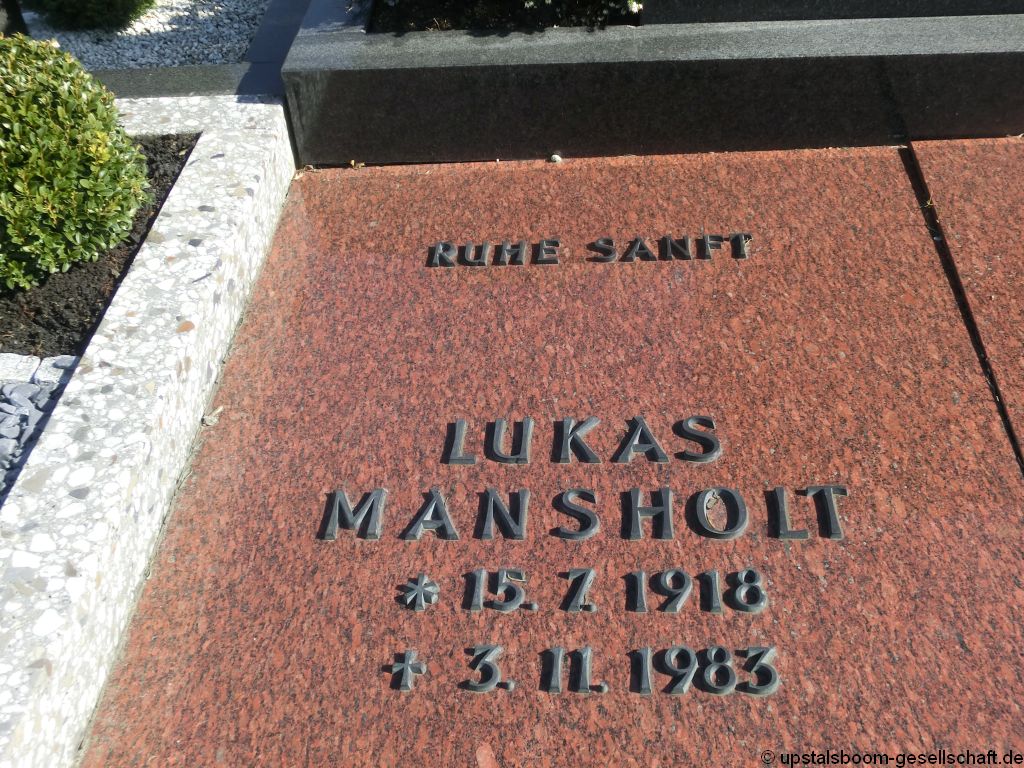 RUHE SANFT
LUKAS
MANSHOLT
* 15. 7. 1918
✝ 3. 11. 1983
© upstalsboom-gesellschaft.de